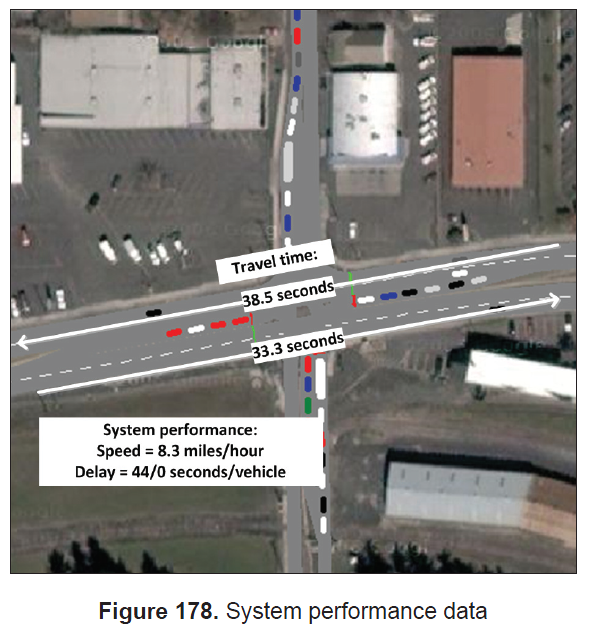 Travel time:
38.5 seconds
33.3 seconds
System performance:
Speed = 8.3 miles/hour
Delay = 44/0 seconds/vehicle
Figure 178. System performance data